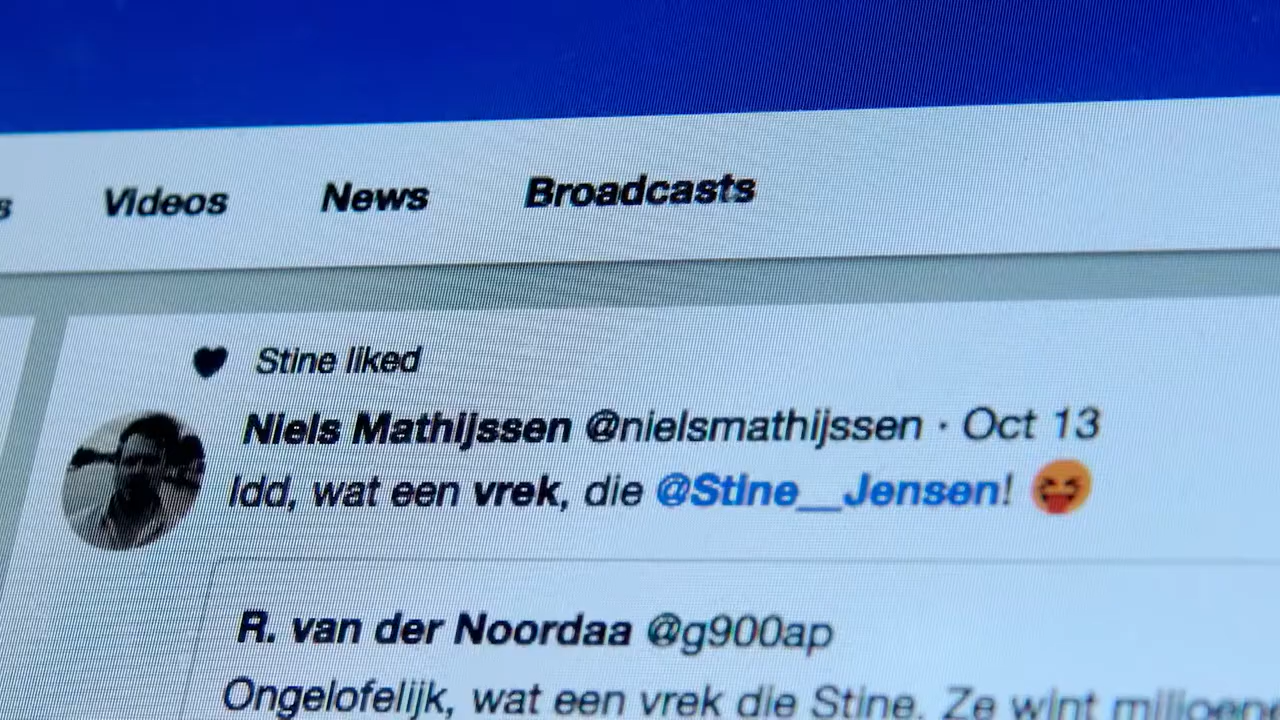 s Videos News Broadcasts
Stine liked
Niels Mathijssen @nielsmathijssen · Oct 13
Idd, wat een vrek, die @Stine__Jensen! 😝
R. van der Noordaa @g900ap
Ongelofelijk, wat een vrek die Stine. Ze wint miljoene